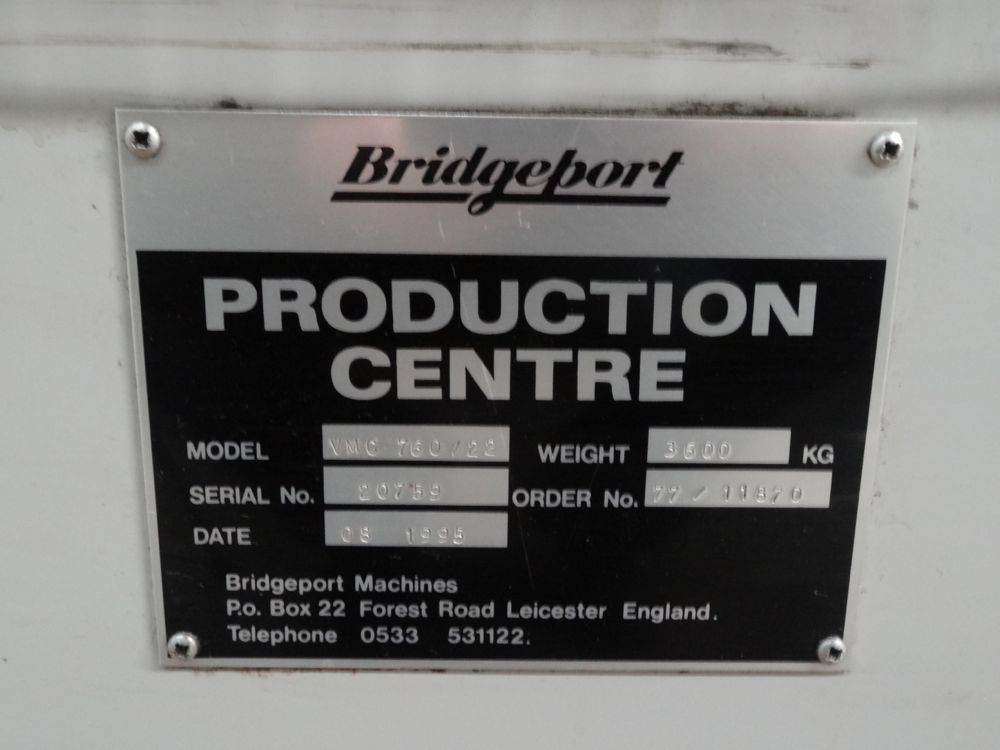 Bridgeport
PRODUCTION
CENTRE
MODEL VMC 760/22 WEIGHT 3600 KG
SERIAL No. 20759 ORDER No. 77/11870
DATE 08 1995
Bridgeport Machines
P.o. Box 22 Forest Road Leicester England.
Telephone 0533 531122.